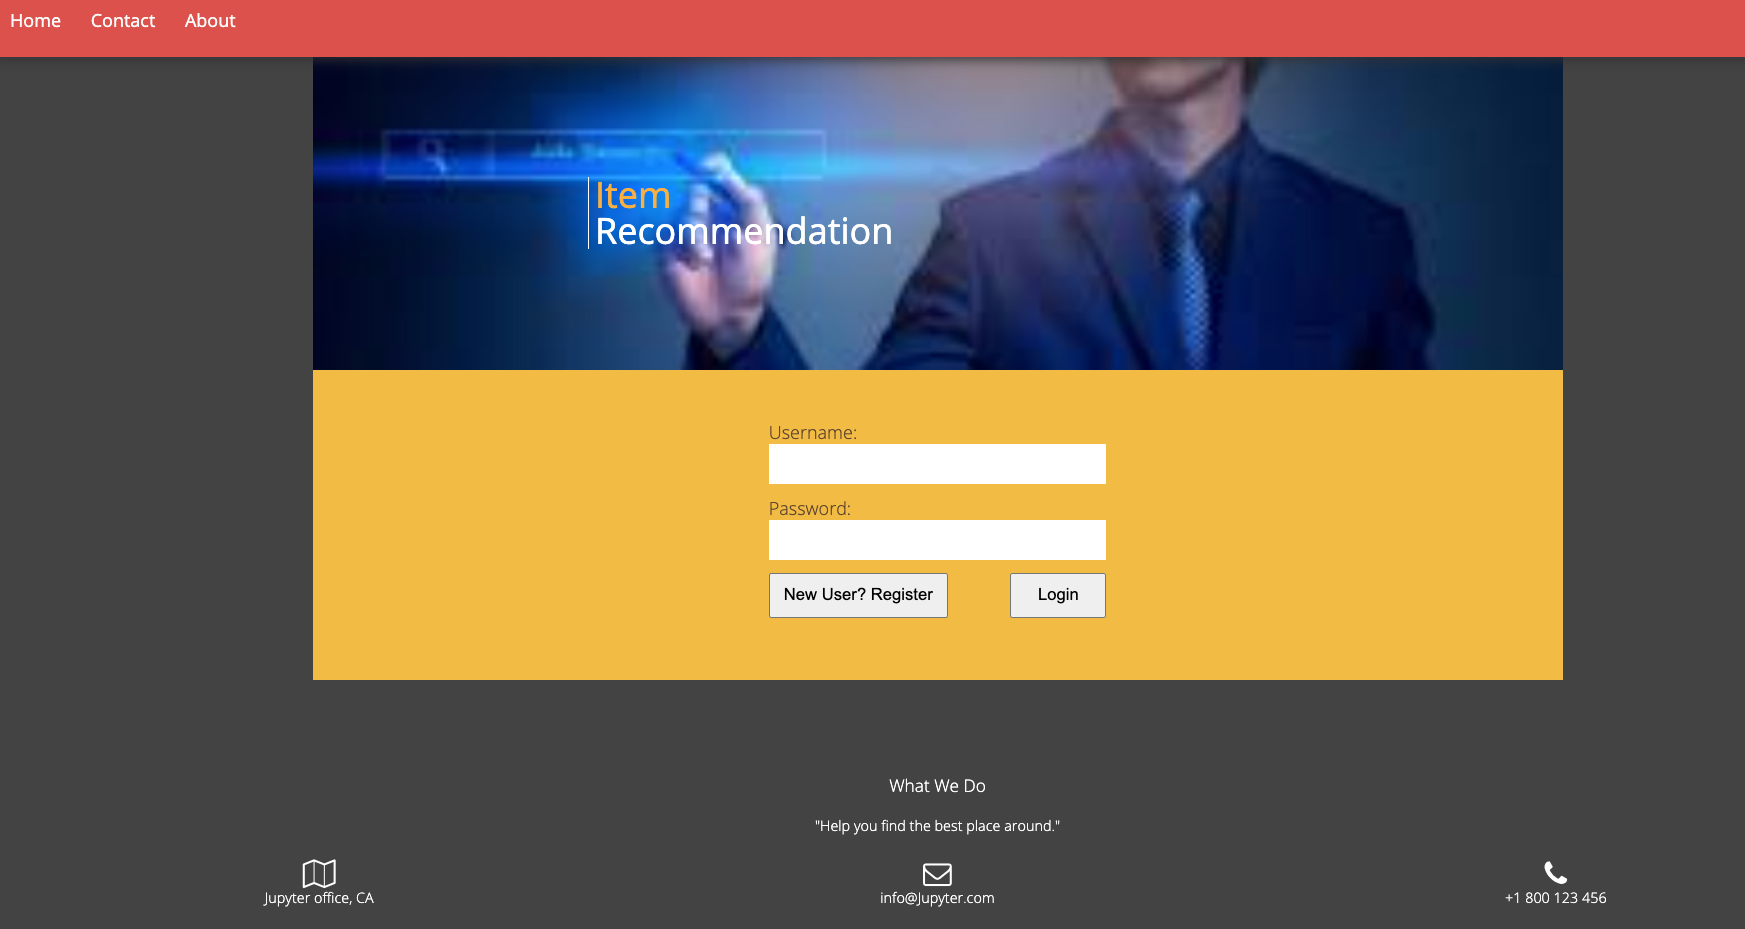 Home Contact About
Item
Recommendation
Username:
Password:
New User? Register Login
What We Do
"Help you find the best place around."
Jupyter office, CA info@Jupyter.com +1 800 123 456